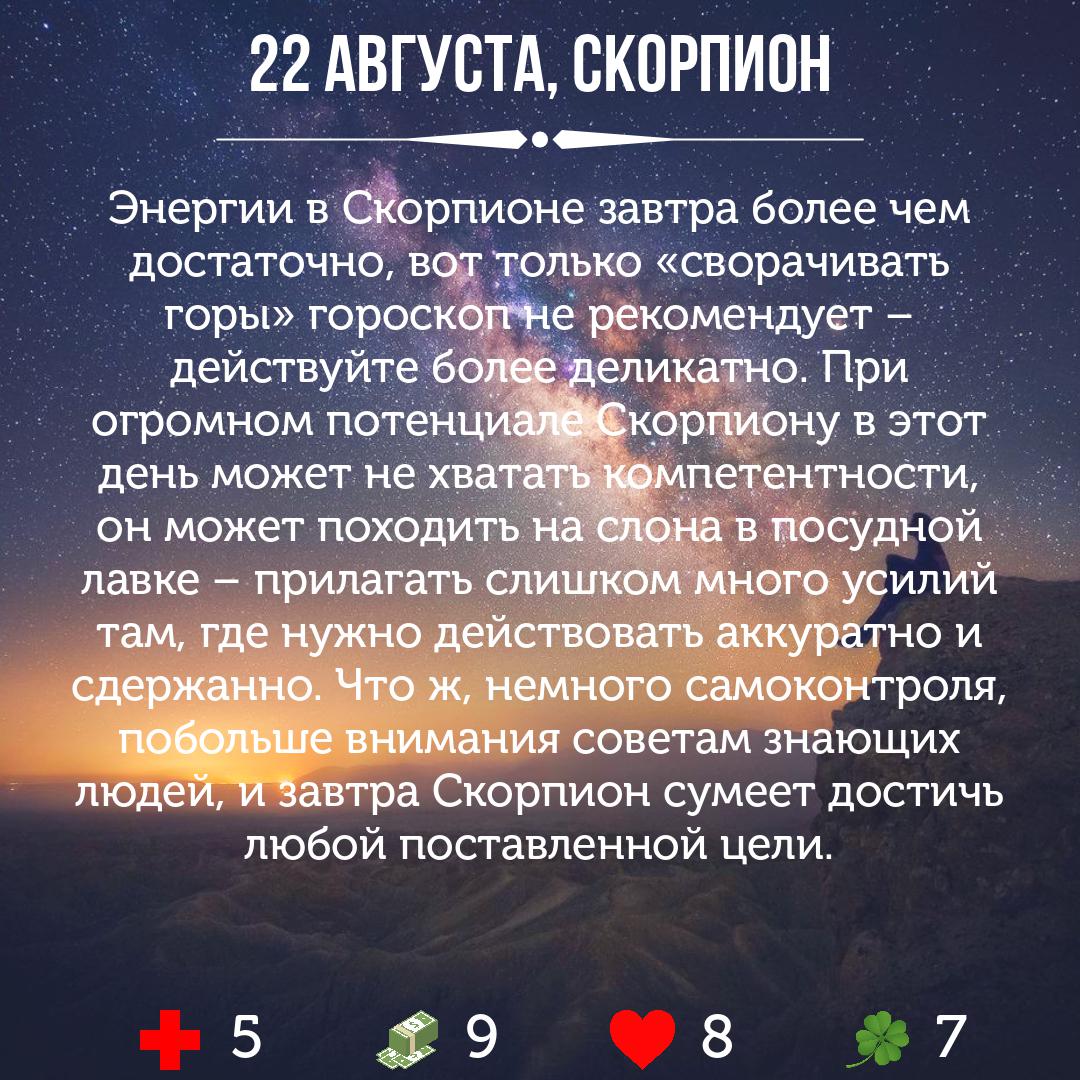 22 АВГУСТА, СКОРПИОН
Энергии в Скорпионе завтра более чем
достаточно, вот только «сворачивать
горы» гороскоп не рекомендует –
действуйте более деликатно. При
огромном потенциале Скорпиону в этот
день может не хватать компетентности,
он может походить на слона в посудной
лавке – прилагать слишком много усилий
там, где нужно действовать аккуратно и
сдержанно. Что ж, немного самоконтроля,
побольше внимания советам знающих
людей, и завтра Скорпион сумеет достичь
любой поставленной цели.
5 9 8 7